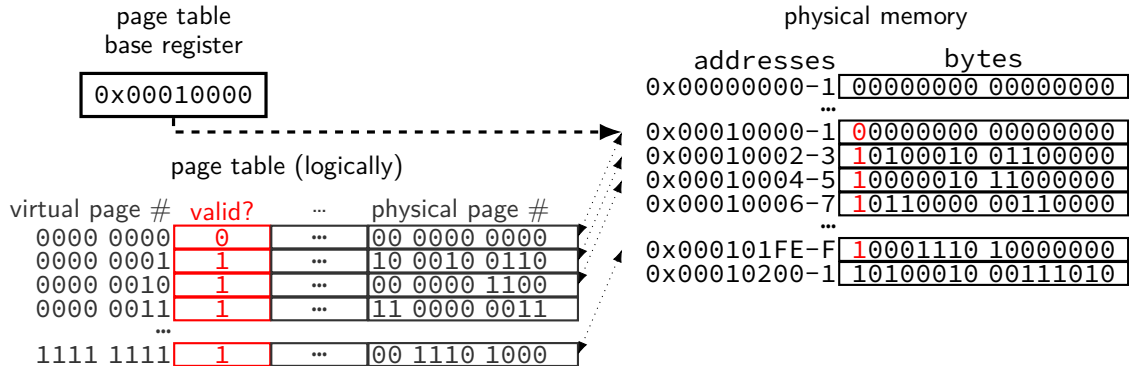 page table
base register
0x00010000
page table (logically)
virtual page # valid? ... physical page #
0000 0000 0 ... 00 0000 0000
0000 0001 1 ... 10 0010 0110
0000 0010 1 ... 00 0000 1100
0000 0011 1 ... 11 0000 0011
...
1111 1111 1 ... 00 1110 1000
physical memory
addresses bytes
0x00000000-1 00000000 00000000
...
0x00010000-1 00000000 00000000
0x00010002-3 10100010 01100000
0x00010004-5 10000010 11000000
0x00010006-7 10110000 00110000
...
0x000101FE-F 10001110 10000000
0x00010200-1 10100010 00111010